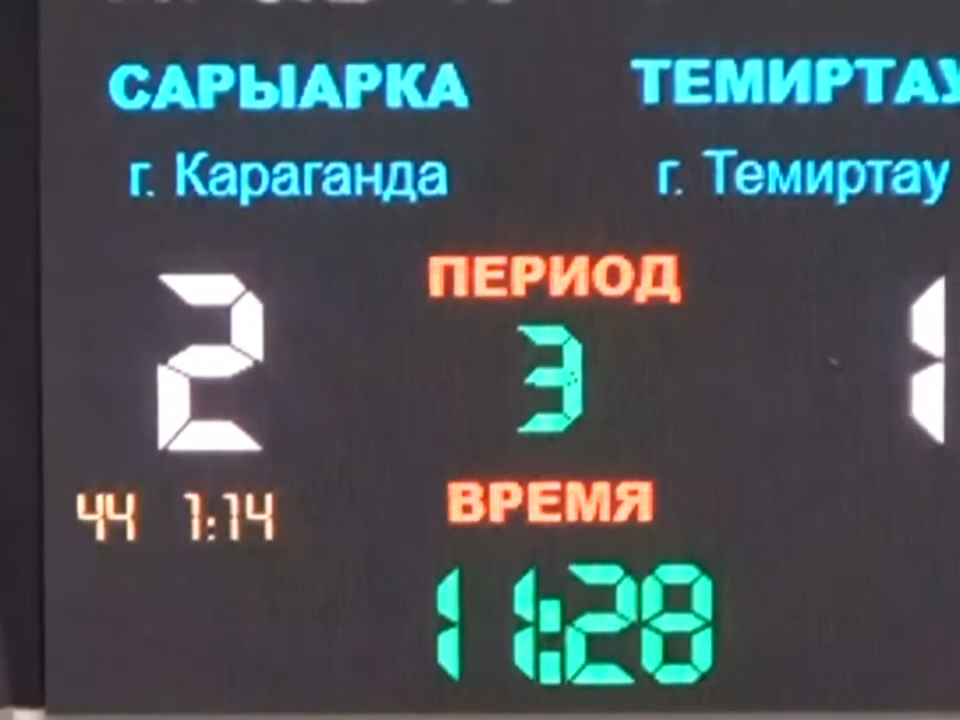 САРЫАРКА ТЕМИРТАУ
г. Караганда г. Темиртау
ПЕРИОД
2 3 1
ВРЕМЯ
44 1:14
11:28